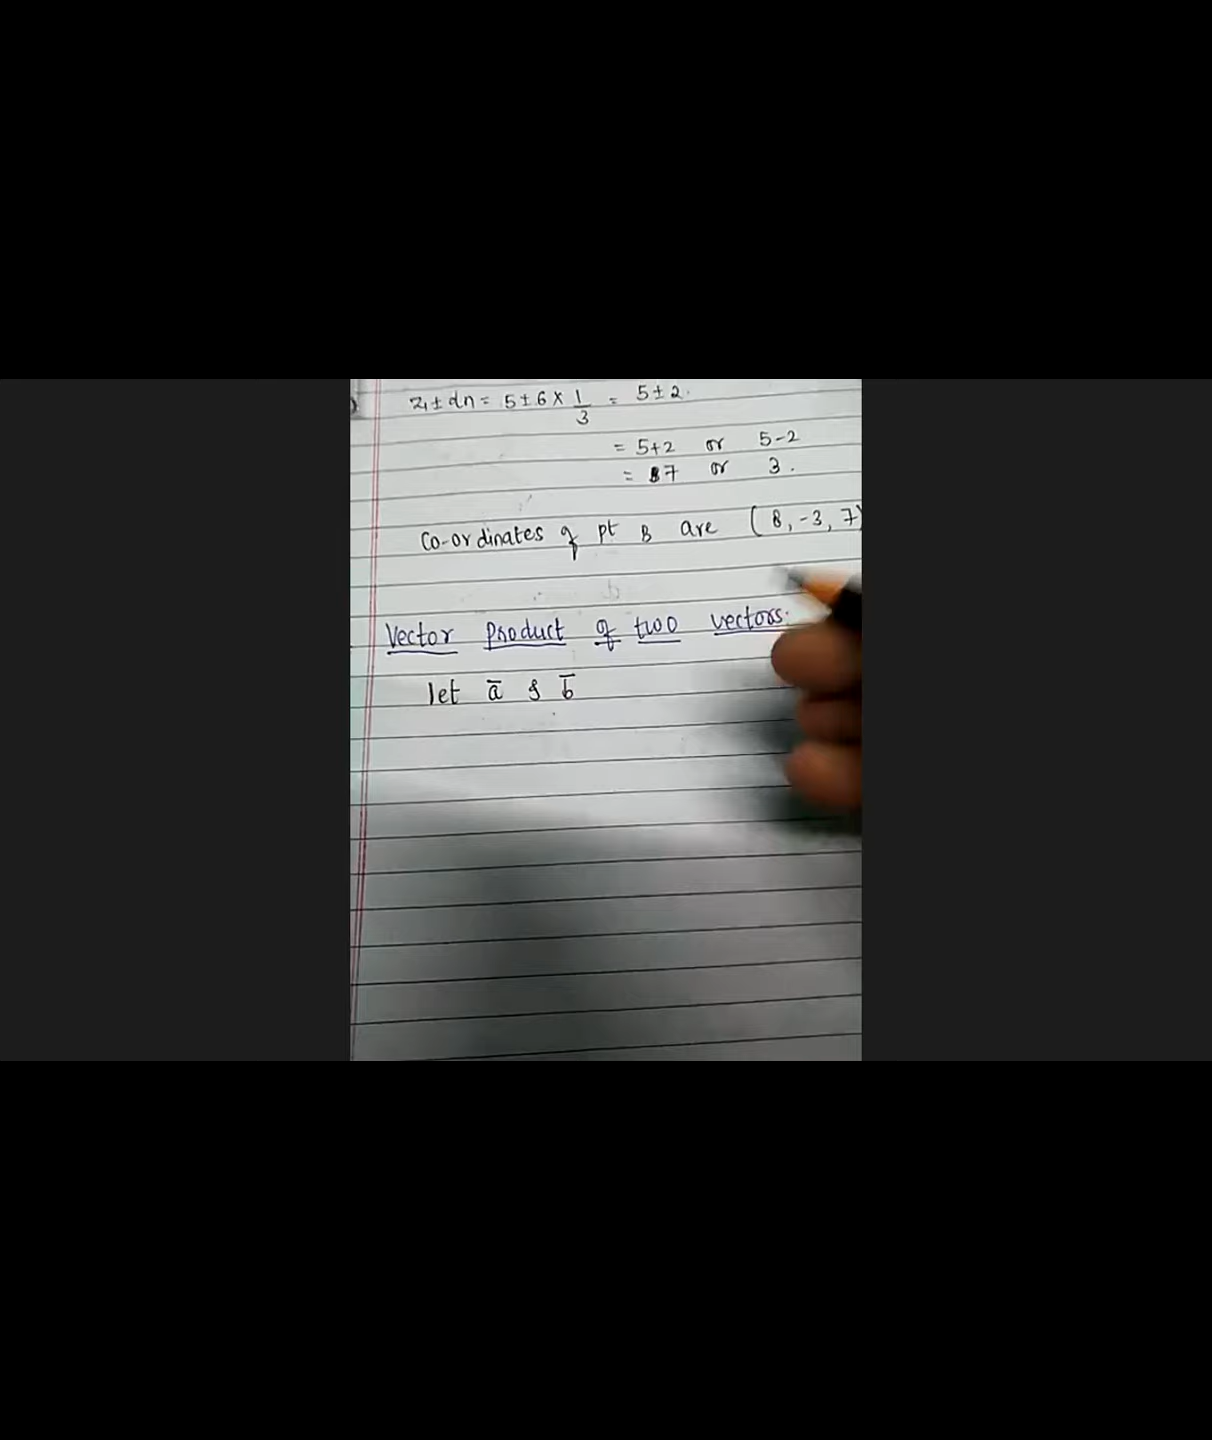 z₁ ± dn = 5 ± 6 × 1/3 = 5 ± 2.
= 5+2 or 5-2
= 7 or 3.
Co-ordinates of pt B are (8, -3, 7)
Vector Product of two vectors.
let a̅ & b̅